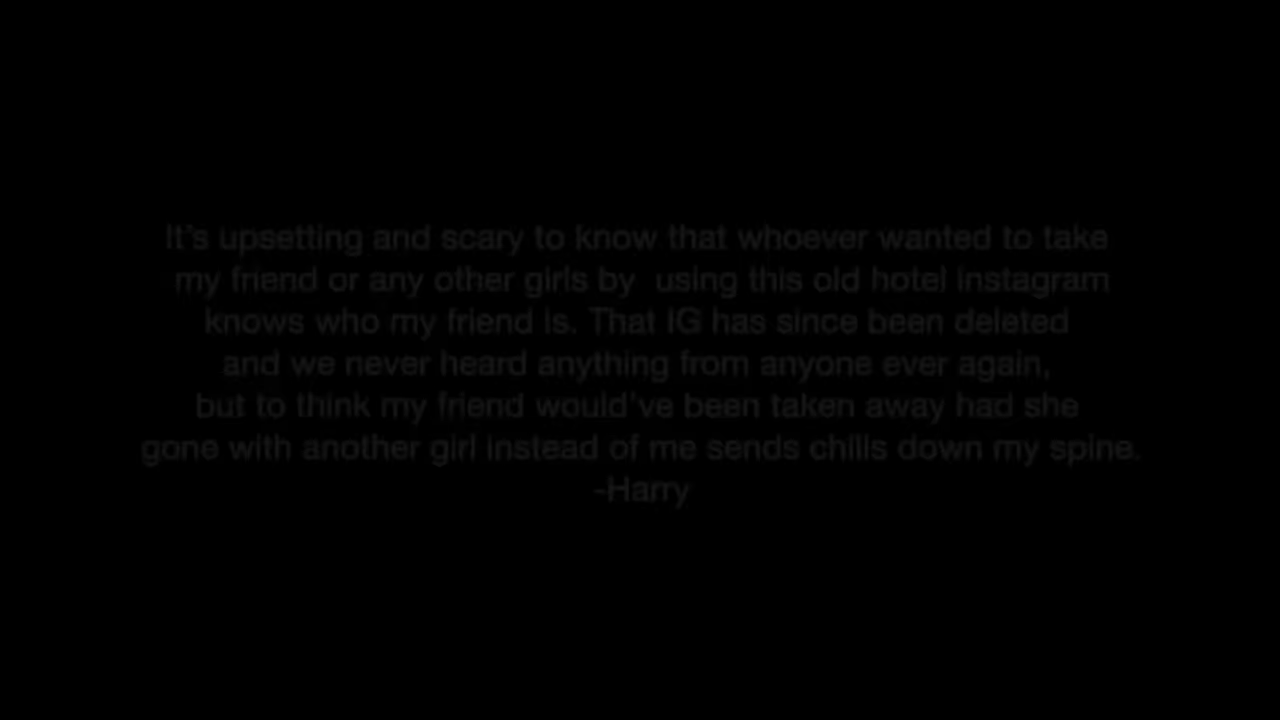 It's upsetting and scary to know that whoever wanted to take
my friend or any other girls by  using this old hotel instagram
knows who my friend is. That IG has since been deleted
and we never heard anything from anyone ever again,
but to think my friend would've been taken away had she
gone with another girl instead of me sends chills down my spine.
-Harry